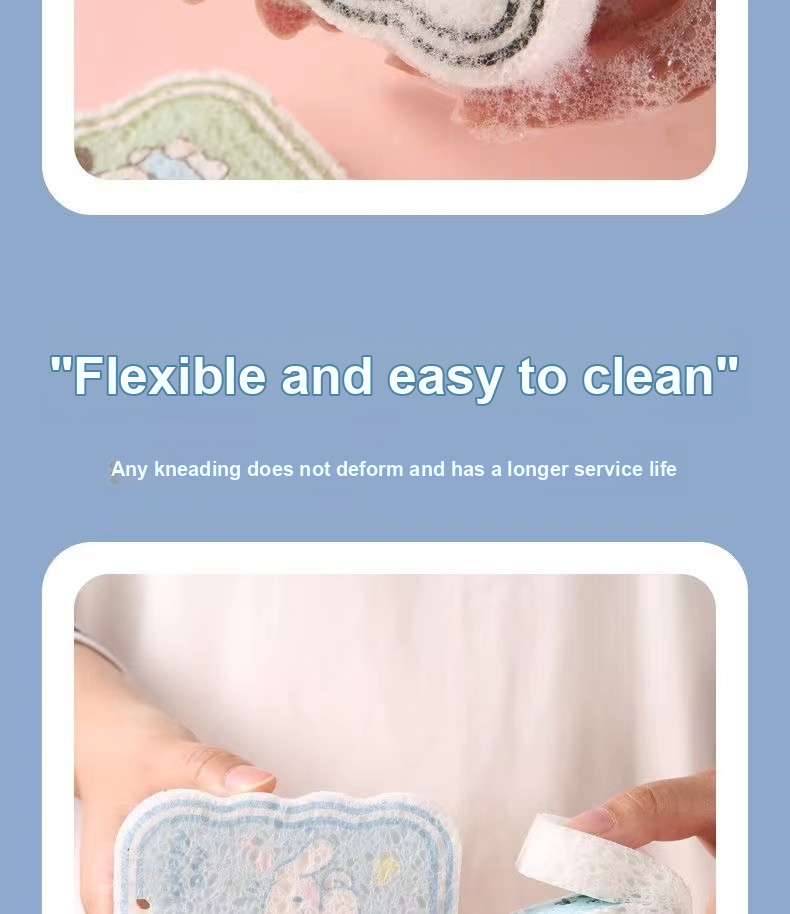 "Flexible and easy to clean"
Any kneading does not deform and has a longer service life